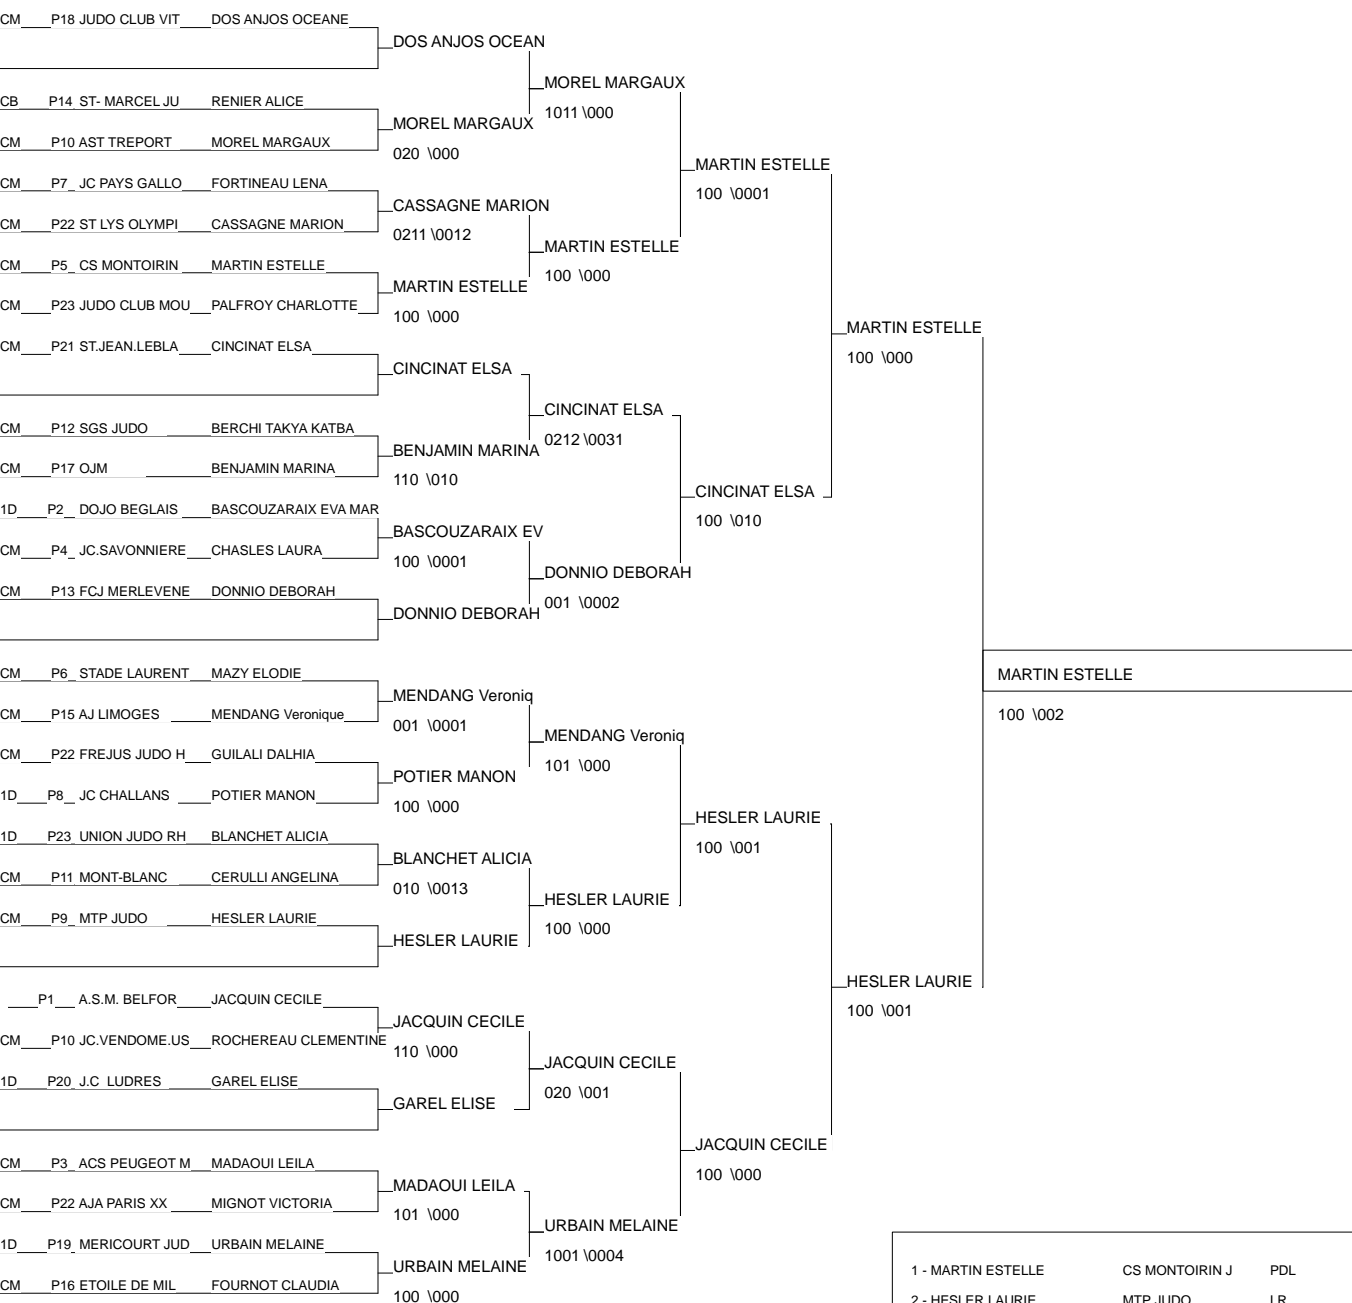 CM P18 JUDO CLUB VIT DOS ANJOS OCEANE
DOS ANJOS OCEAN
MOREL MARGAUX
CB P14 ST- MARCEL JU RENIER ALICE
1011 \000
MOREL MARGAUX
CM P10 AST TREPORT MOREL MARGAUX
020 \000
MARTIN ESTELLE
CM P7 JC PAYS GALLO FORTINEAU LENA
100 \0001
CASSAGNE MARION
CM P22 ST LYS OLYMPI CASSAGNE MARION
0211 \0012
MARTIN ESTELLE
CM P5 CS MONTOIRIN MARTIN ESTELLE
100 \000
MARTIN ESTELLE
CM P23 JUDO CLUB MOU PALFROY CHARLOTTE
100 \000
MARTIN ESTELLE
CM P21 ST.JEAN.LEBLA CINCINAT ELSA
100 \000
CINCINAT ELSA
CINCINAT ELSA
CM P12 SGS JUDO BERCHI TAKYA KATBA
0212 \0031
BENJAMIN MARINA
CM P17 OJM BENJAMIN MARINA
110 \010
CINCINAT ELSA
1D P2 DOJO BEGLAIS BASCOUZARAIX EVA MAR
100 \010
BASCOUZARAIX EV
CM P4 JC.SAVONNIERE CHASLES LAURA
100 \0001
DONNIO DEBORAH
CM P13 FCJ MERLEVENE DONNIO DEBORAH
001 \0002
DONNIO DEBORAH
CM P6 STADE LAURENT MAZY ELODIE
MARTIN ESTELLE
MENDANG Veroniq
CM P15 AJ LIMOGES MENDANG Veronique
100 \002
001 \0001
MENDANG Veroniq
CM P22 FREJUS JUDO H GUILALI DALHIA
101 \000
POTIER MANON
1D P8 JC CHALLANS POTIER MANON
100 \000
HESLER LAURIE
1D P23 UNION JUDO RH BLANCHET ALICIA
100 \001
BLANCHET ALICIA
CM P11 MONT-BLANC CERULLI ANGELINA
010 \0013
HESLER LAURIE
CM P9 MTP JUDO HESLER LAURIE
100 \000
HESLER LAURIE
HESLER LAURIE
P1 A.S.M. BELFOR JACQUIN CECILE
100 \001
JACQUIN CECILE
CM P10 JC.VENDOME.US ROCHEREAU CLEMENTINE
110 \000
JACQUIN CECILE
1D P20 J.C LUDRES GAREL ELISE
020 \001
GAREL ELISE
JACQUIN CECILE
CM P3 ACS PEUGEOT M MADAOUI LEILA
100 \000
MADAOUI LEILA
CM P22 AJA PARIS XX MIGNOT VICTORIA
101 \000
URBAIN MELAINE
1D P19 MERICOURT JUD URBAIN MELAINE
1001 \0004
URBAIN MELAINE
1 - MARTIN ESTELLE CS MONTOIRIN J PDL
CM P16 ETOILE DE MIL FOURNOT CLAUDIA
100 \000
2 - HESLER LAURIE MTP JUDO LR